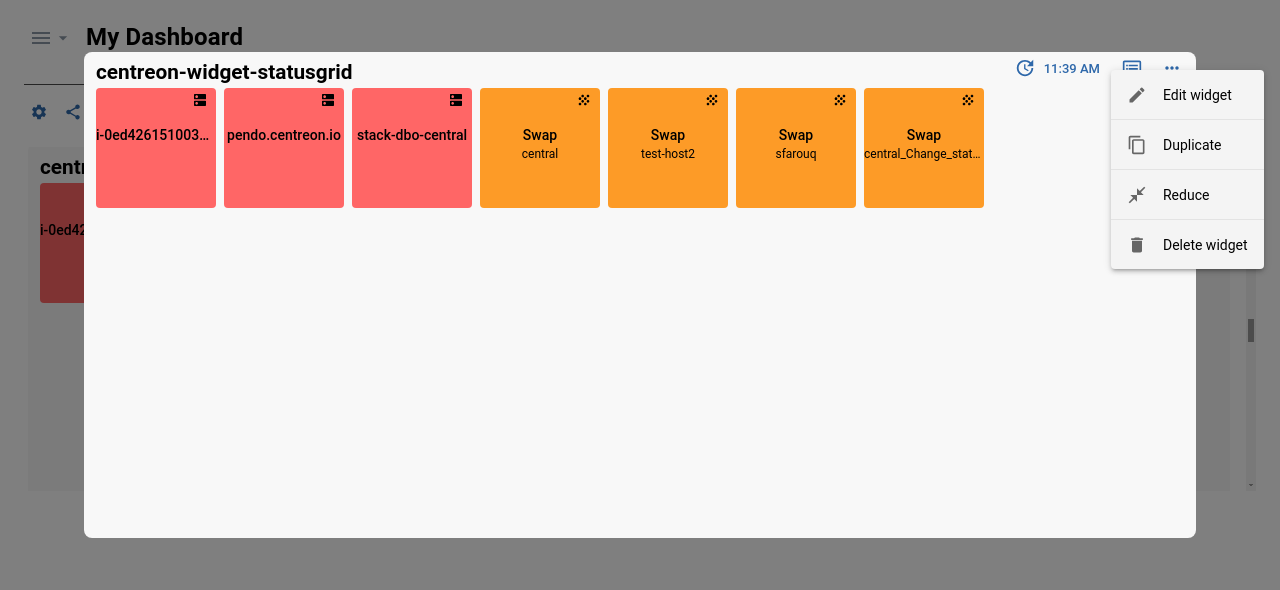 My Dashboard
centreon-widget-statusgrid
11:39 AM
Edit widget
Duplicate
Reduce
Delete widget
i-0ed426151003…
pendo.centreon.io
stack-dbo-central
Swap
central
Swap
test-host2
Swap
sfarouq
Swap
central_Change_stat…
centr
i-0ed42